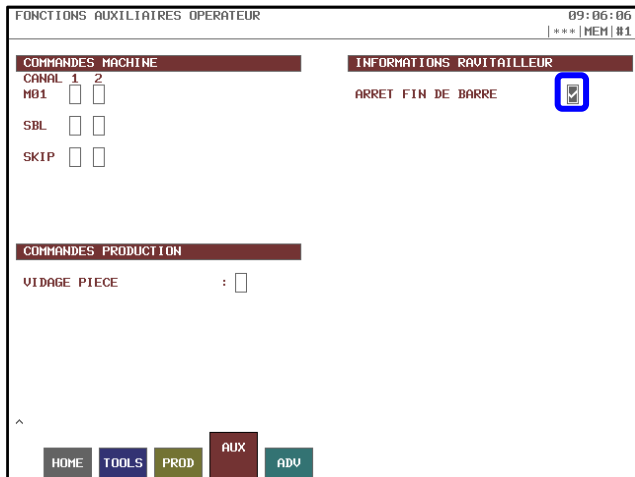 FONCTIONS AUXILIAIRES OPERATEUR
09:06:06
|***|MEM|#1
COMMANDES MACHINE
CANAL 1 2
M01
SBL
SKIP
INFORMATIONS RAVITAILLEUR
ARRET FIN DE BARRE
COMMANDES PRODUCTION
VIDAGE PIECE :
^
HOME TOOLS PROD AUX ADV